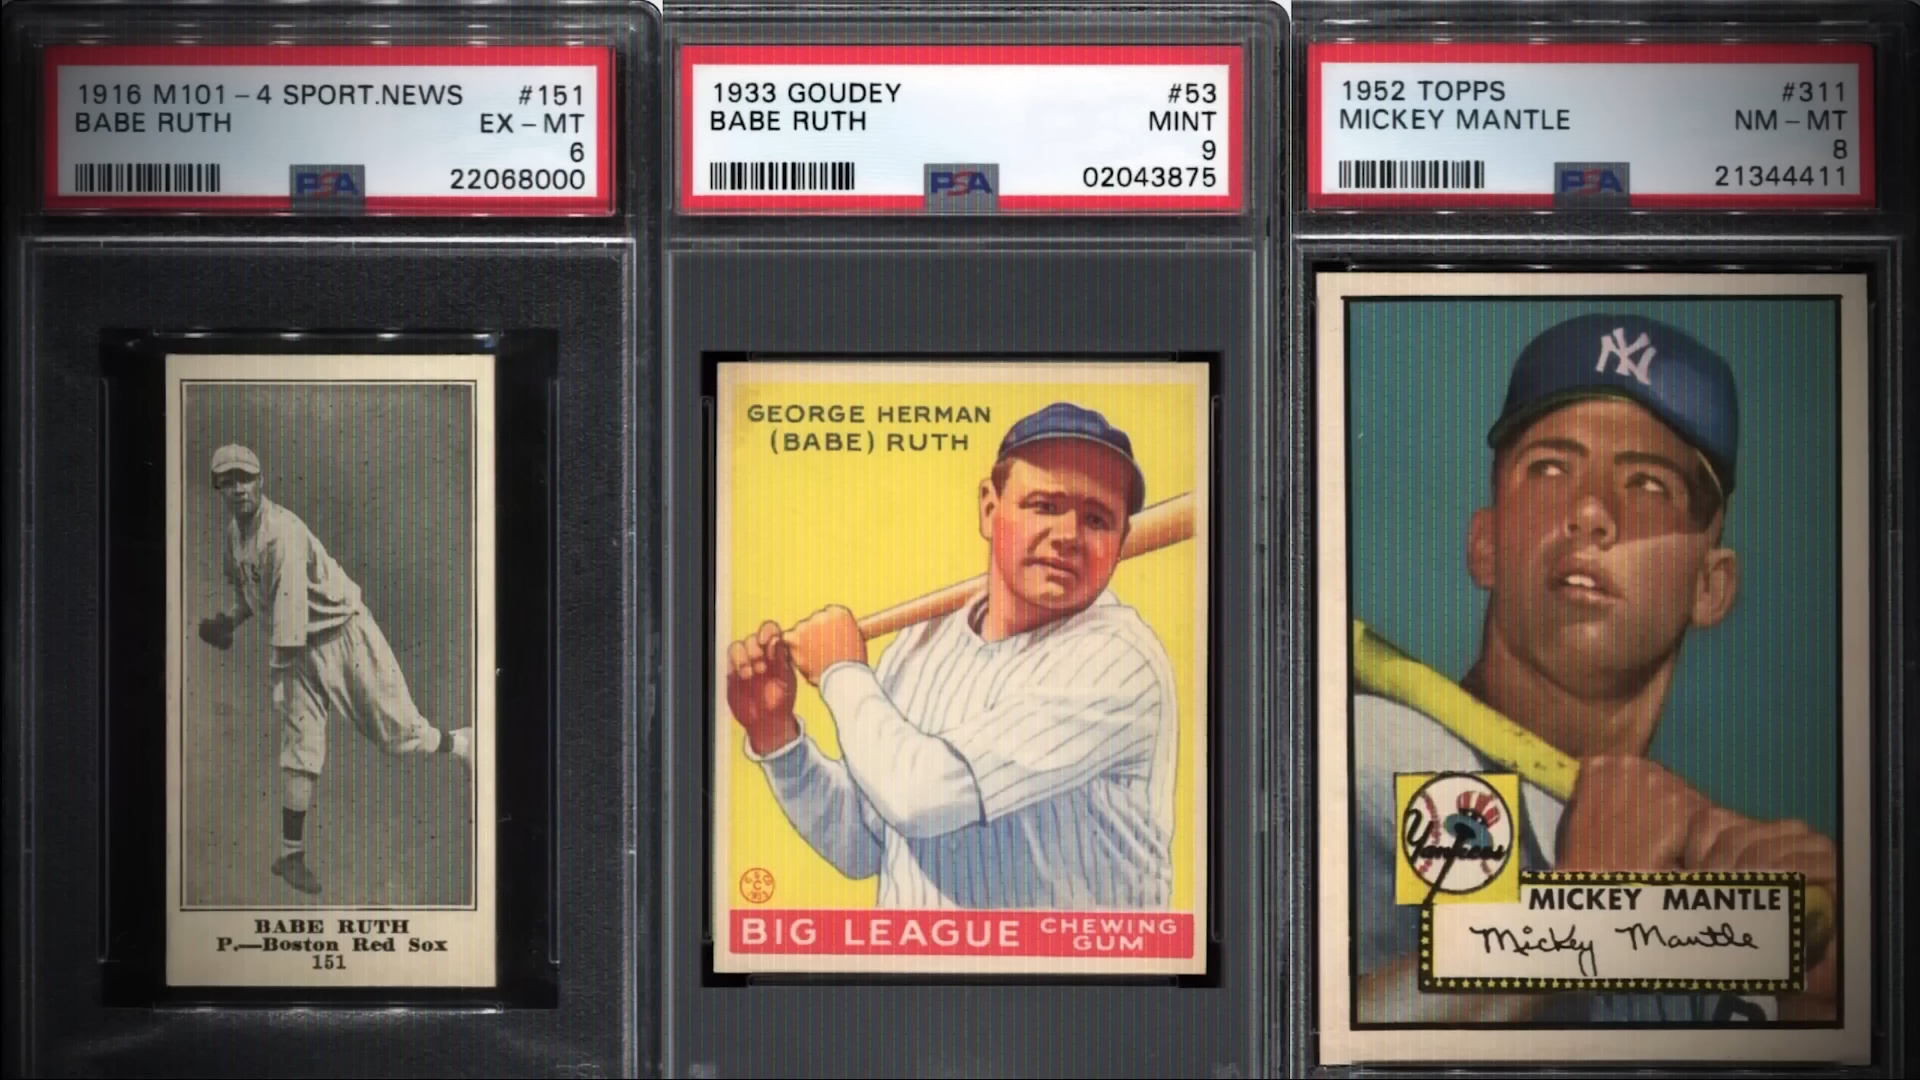 1916 M101-4 SPORT.NEWS #151
BABE RUTH EX-MT
6
PSA 22068000
BABE RUTH
P.—Boston Red Sox
151
1933 GOUDEY #53
BABE RUTH MINT
9
PSA 02043875
GEORGE HERMAN
(BABE) RUTH
BIG LEAGUE CHEWING
GUM
1952 TOPPS #311
MICKEY MANTLE NM-MT
8
PSA 21344411
NY
Yankees
MICKEY MANTLE
Mickey Mantle